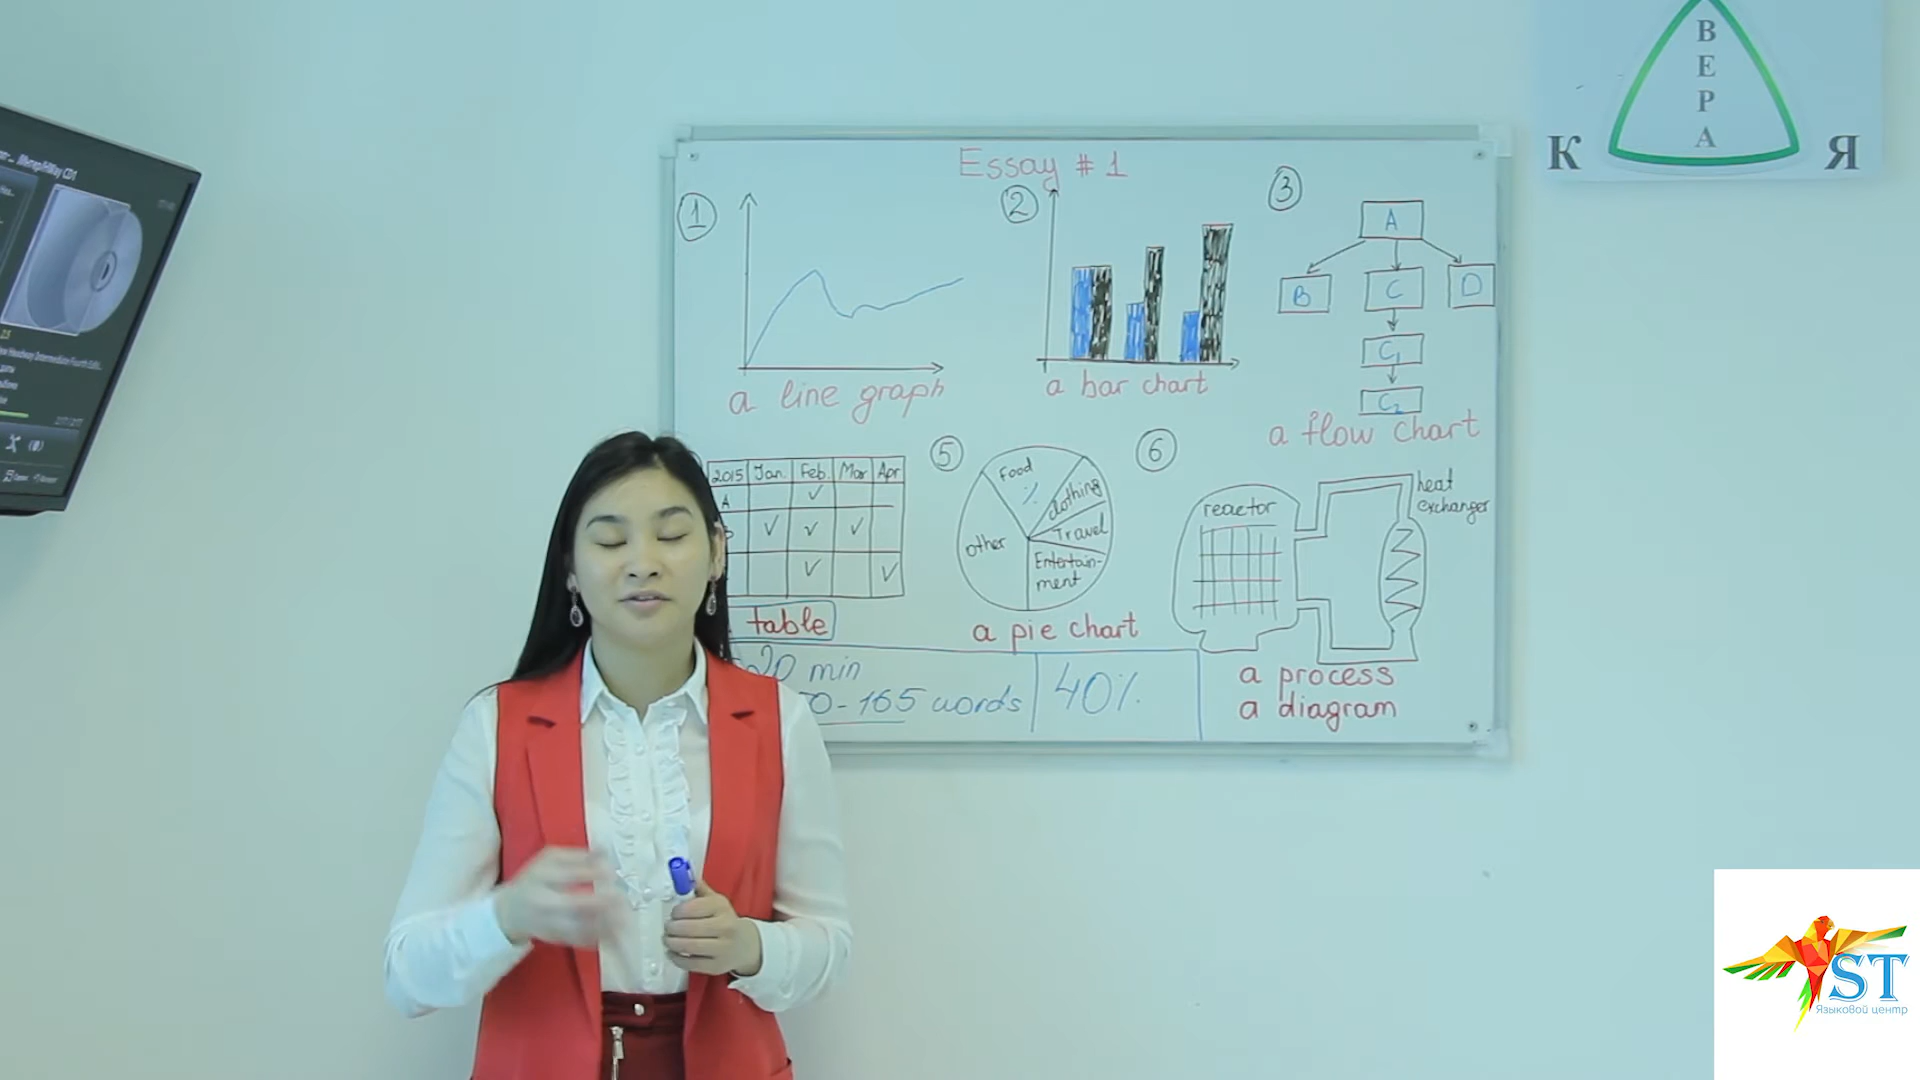 Essay # 1
1
a line graph
2
a bar chart
3
A
B C D
C1
C2
a flow chart
2015 Jan. Feb. Mar Apr
A
a table
5
Food
%
clothing
Travel
Entertain-
ment
other
a pie chart
6
reactor
heat
exchanger
a process
a diagram
20 min
- 165 words
40%
В
Е
Р
А
К Я
CD1
ST
Языковой центр